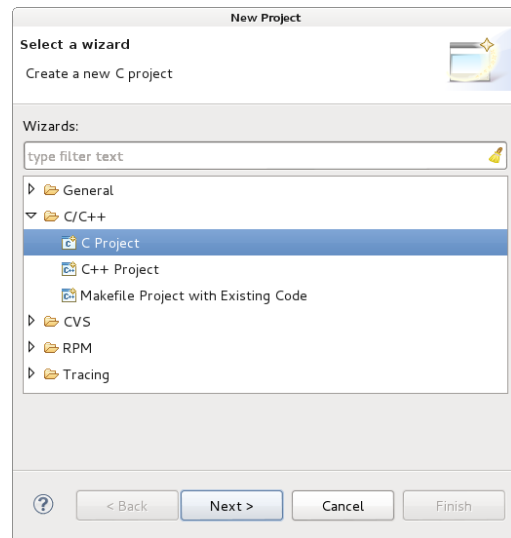 New Project
Select a wizard
Create a new C project
Wizards:
type filter text
General
C/C++
C Project
C++ Project
Makefile Project with Existing Code
CVS
RPM
Tracing
< Back Next > Cancel Finish